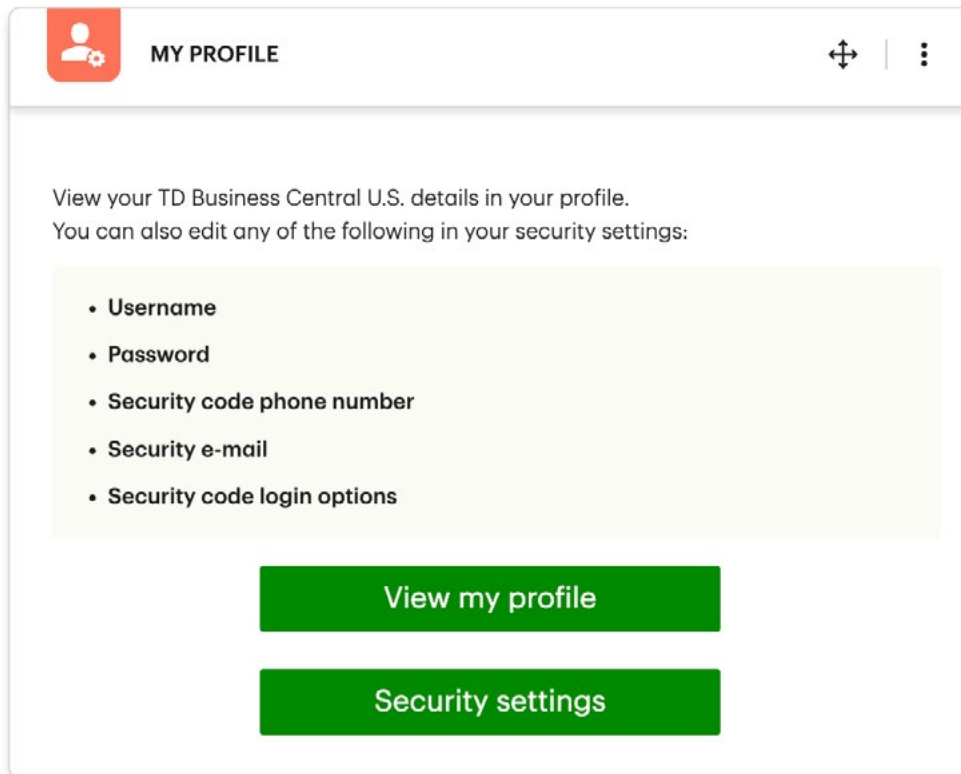 MY PROFILE
View your TD Business Central U.S. details in your profile.
You can also edit any of the following in your security settings:
• Username
• Password
• Security code phone number
• Security e-mail
• Security code login options
View my profile
Security settings